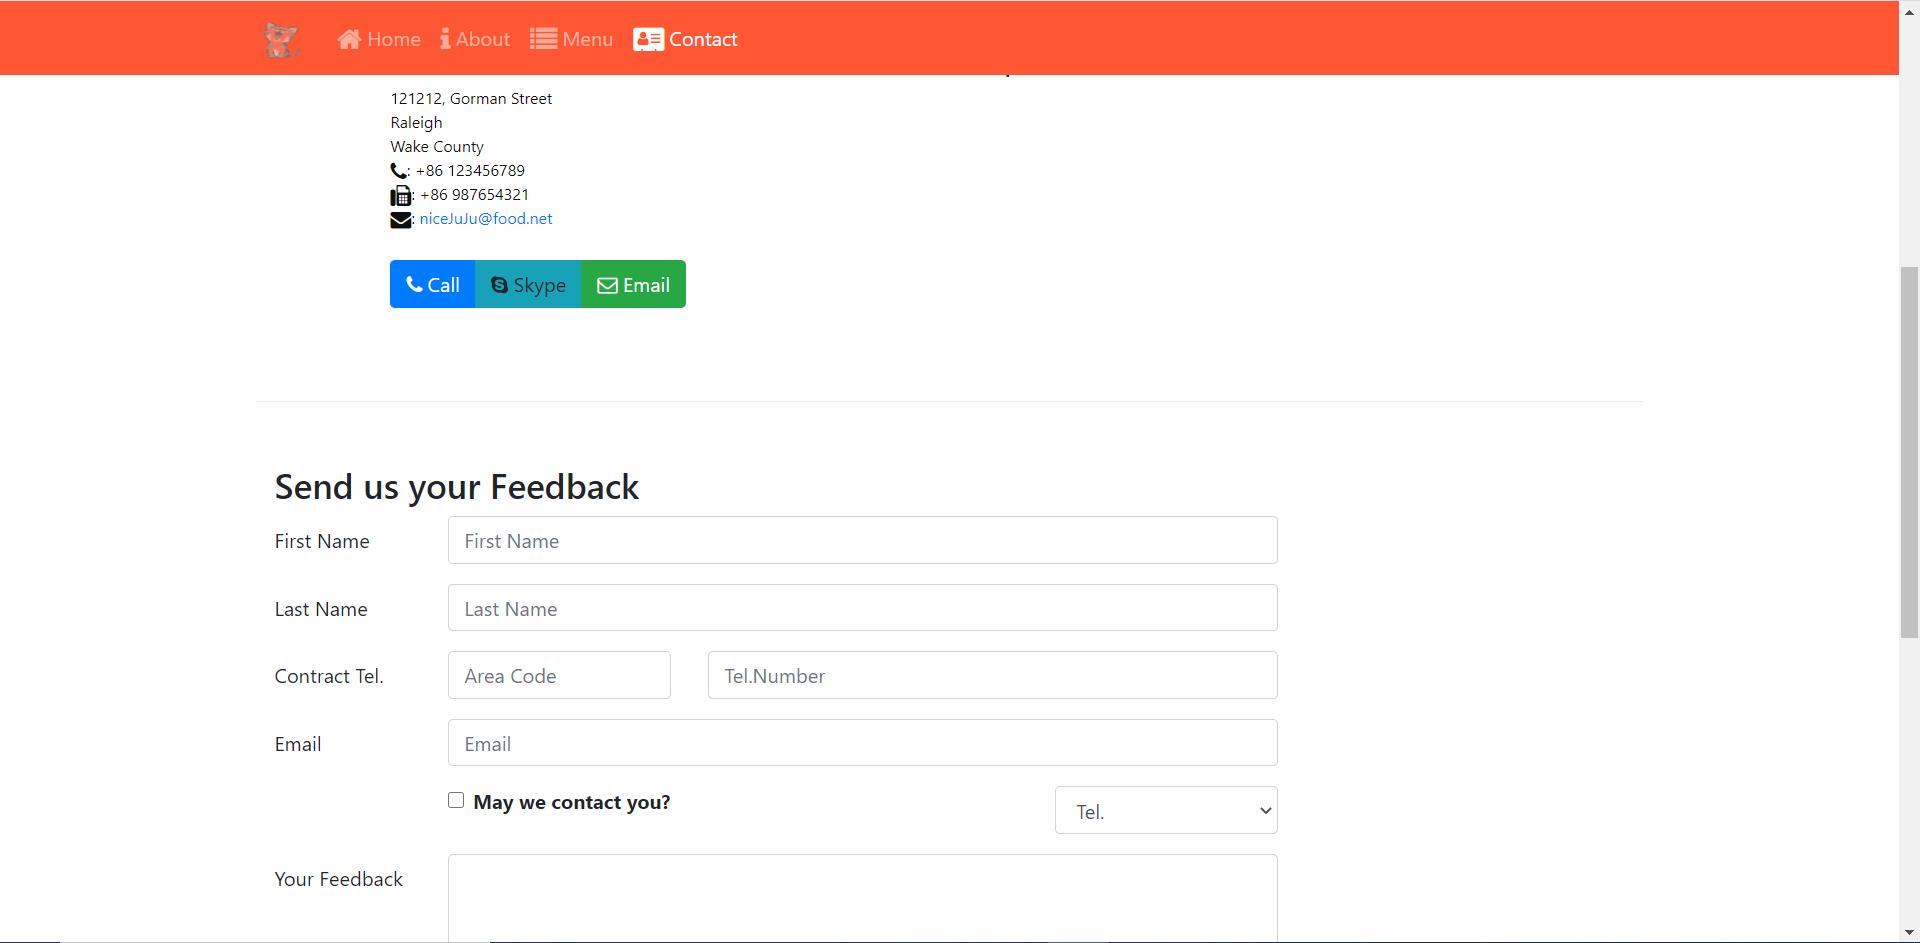 Home About Menu Contact
121212, Gorman Street
Raleigh
Wake County
: +86 123456789
: +86 987654321
: niceJuJu@food.net
Call Skype Email
Send us your Feedback
First Name First Name
Last Name Last Name
Contract Tel. Area Code Tel.Number
Email Email
May we contact you? Tel.
Your Feedback